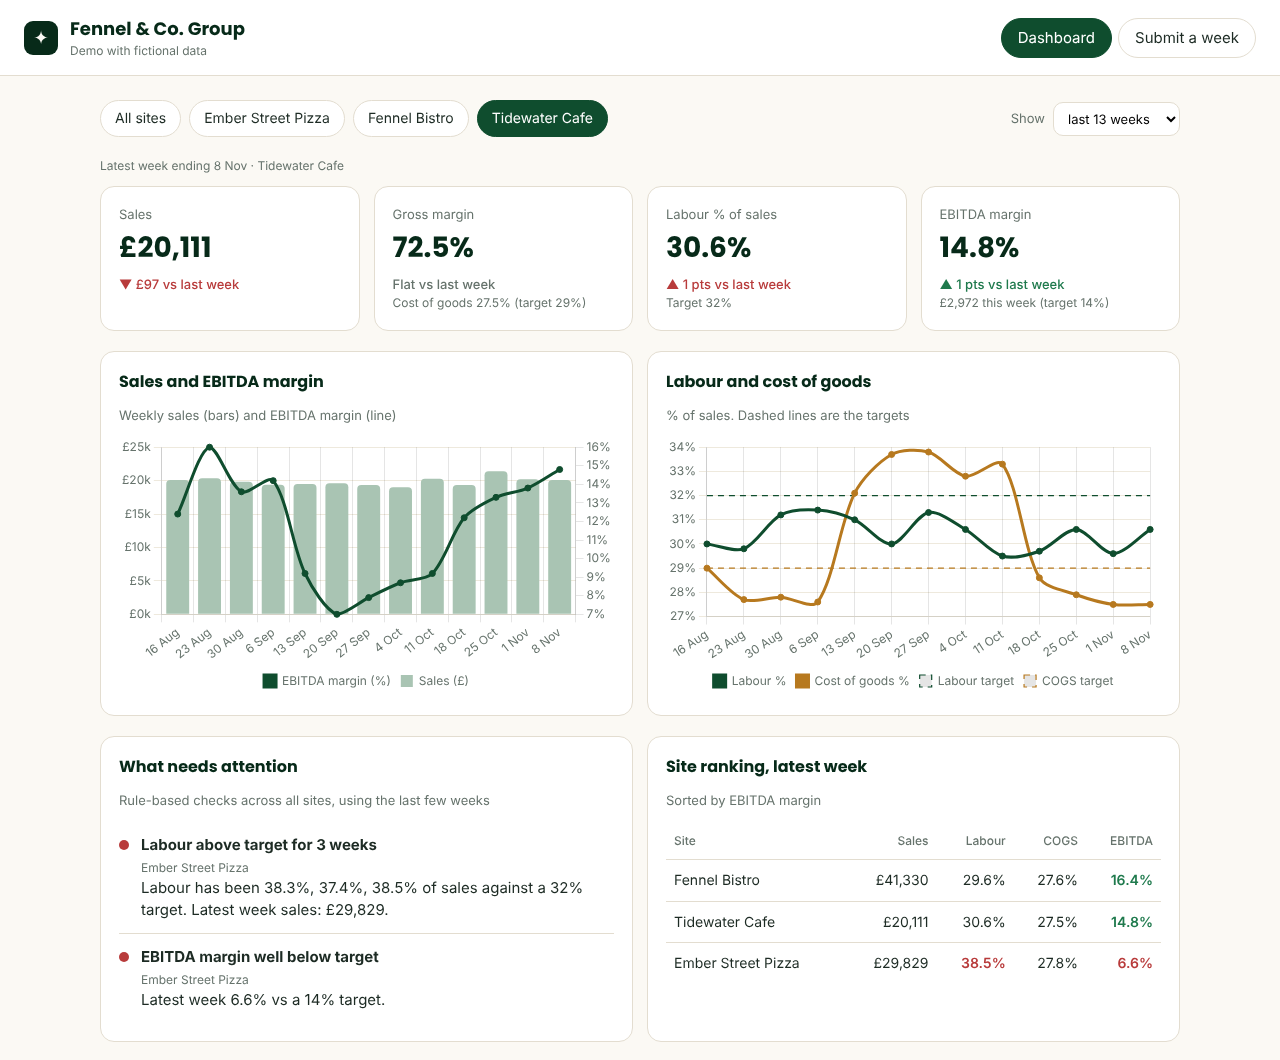 ✦
Fennel & Co. Group
Demo with fictional data
Dashboard
Submit a week
All sites
Ember Street Pizza
Fennel Bistro
Tidewater Cafe
Show
last 13 weeks
Latest week ending 8 Nov · Tidewater Cafe
Sales
£20,111
▼ £97 vs last week
Gross margin
72.5%
Flat vs last week
Cost of goods 27.5% (target 29%)
Labour % of sales
30.6%
▲ 1 pts vs last week
Target 32%
EBITDA margin
14.8%
▲ 1 pts vs last week
£2,972 this week (target 14%)
Sales and EBITDA margin
Weekly sales (bars) and EBITDA margin (line)
£25k
£20k
£15k
£10k
£5k
£0k
16%
15%
14%
13%
12%
11%
10%
9%
8%
7%
16 Aug
23 Aug
30 Aug
6 Sep
13 Sep
20 Sep
27 Sep
4 Oct
11 Oct
18 Oct
25 Oct
1 Nov
8 Nov
EBITDA margin (%)
Sales (£)
Labour and cost of goods
% of sales. Dashed lines are the targets
34%
33%
32%
31%
30%
29%
28%
27%
16 Aug
23 Aug
30 Aug
6 Sep
13 Sep
20 Sep
27 Sep
4 Oct
11 Oct
18 Oct
25 Oct
1 Nov
8 Nov
Labour %
Cost of goods %
Labour target
COGS target
What needs attention
Rule-based checks across all sites, using the last few weeks
Labour above target for 3 weeks
Ember Street Pizza
Labour has been 38.3%, 37.4%, 38.5% of sales against a 32%
target. Latest week sales: £29,829.
EBITDA margin well below target
Ember Street Pizza
Latest week 6.6% vs a 14% target.
Site ranking, latest week
Sorted by EBITDA margin
Site Sales Labour COGS EBITDA
Fennel Bistro £41,330 29.6% 27.6% 16.4%
Tidewater Cafe £20,111 30.6% 27.5% 14.8%
Ember Street Pizza £29,829 38.5% 27.8% 6.6%